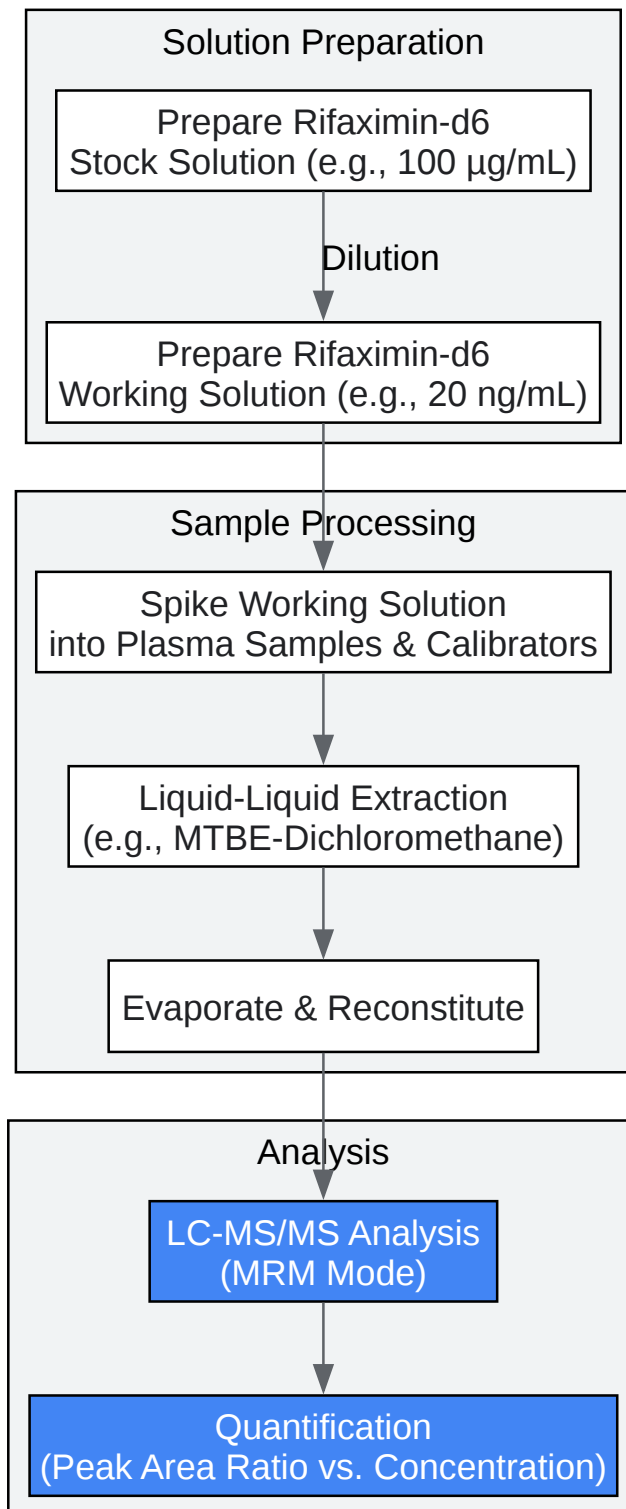 Solution Preparation
Prepare Rifaximin-d6
Stock Solution (e.g., 100 µg/mL)
Dilution
Prepare Rifaximin-d6
Working Solution (e.g., 20 ng/mL)
Sample Processing
Spike Working Solution
into Plasma Samples & Calibrators
Liquid-Liquid Extraction
(e.g., MTBE-Dichloromethane)
Evaporate & Reconstitute
Analysis
LC-MS/MS Analysis
(MRM Mode)
Quantification
(Peak Area Ratio vs. Concentration)